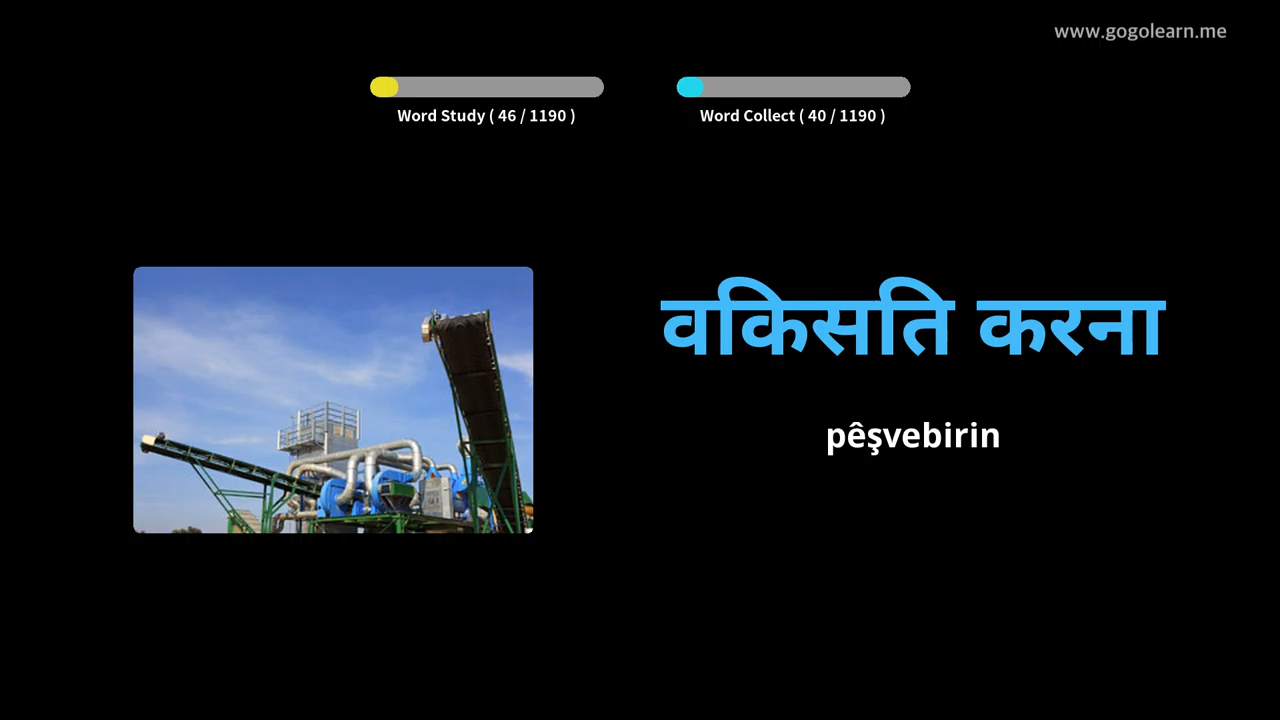 www.gogolearn.me
Word Study ( 46 / 1190 )
Word Collect ( 40 / 1190 )
वकिसति करना
pêşvebirin